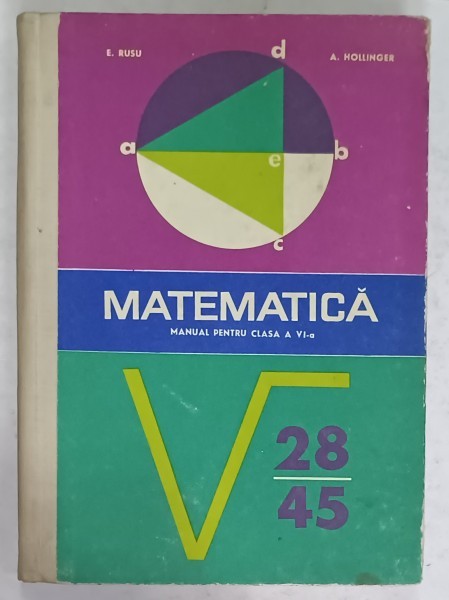 E. RUSU
A. HOLLINGER
d
a
e
b
c
MATEMATICĂ
MANUAL PENTRU CLASA A VI-a
√
28
45